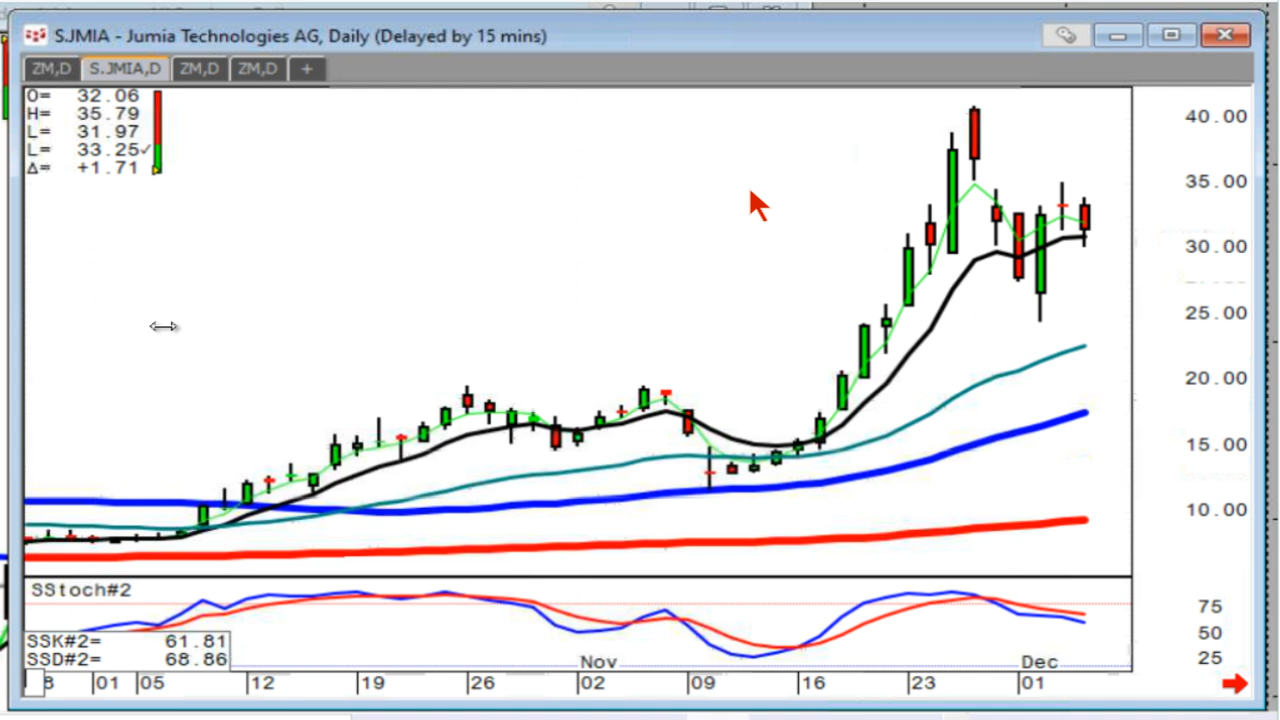 S.JMIA - Jumia Technologies AG, Daily (Delayed by 15 mins)
ZM,D S.JMIA,D ZM,D ZM,D +
O= 32.06
H= 35.79
L= 31.97
L= 33.25✓
Δ= +1.71
40.00
35.00
30.00
25.00
20.00
15.00
10.00
SStoch#2
75
50
25
SSK#2= 61.81
SSD#2= 68.86
Nov Dec
8 01 05 12 19 26 02 09 16 23 01